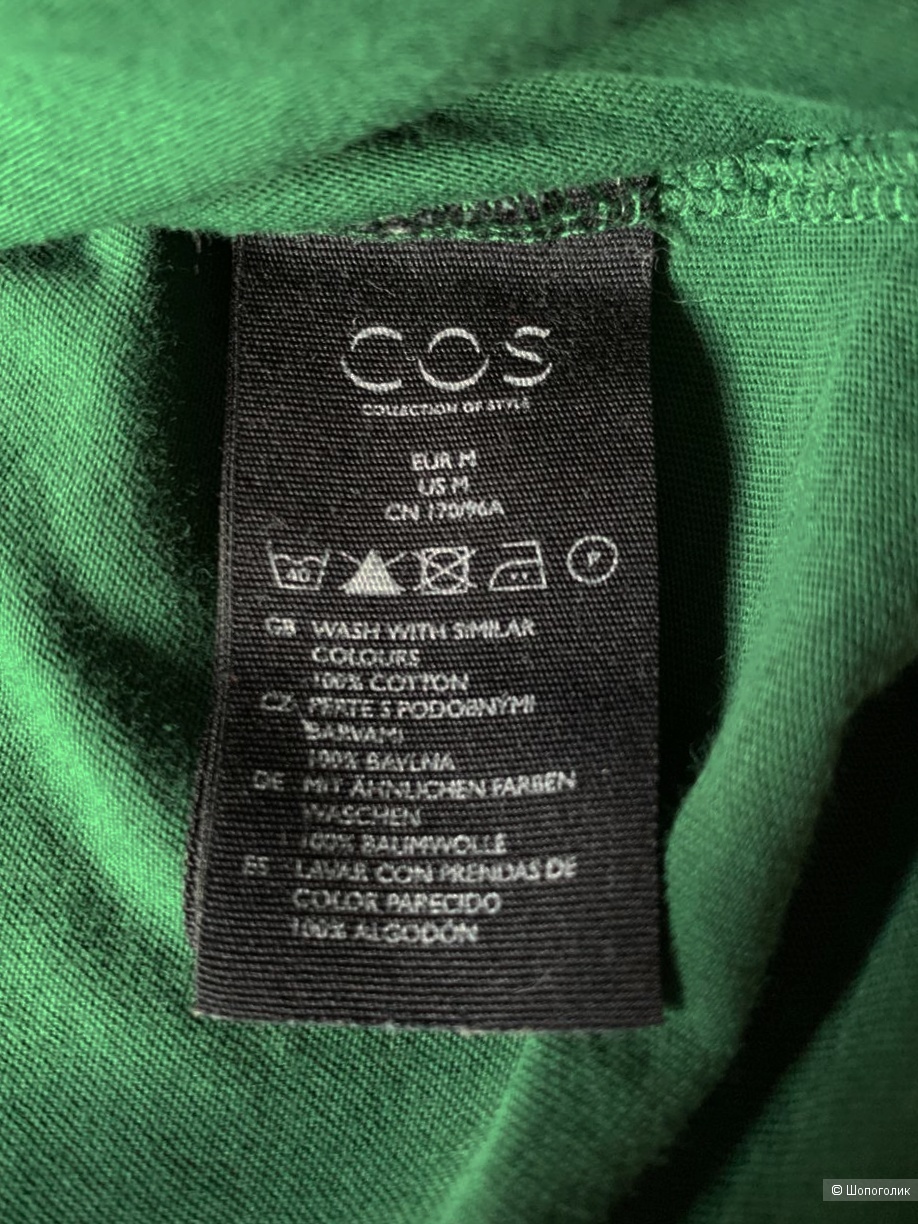 COS
COLLECTION OF STYLE
EUR M
US M
CN 170/96A
40 P
GB WASH WITH SIMILAR
COLOURS
100% COTTON
CZ PERTE S PODOBNÝMI
BARVAMI
100% BAVLNA
DE MIT ÄHNLICHEN FARBEN
WASCHEN
100% BAUMWOLLE
ES LAVAR CON PRENDAS DE
COLOR PARECIDO
100% ALGODÓN
© Шопоголик